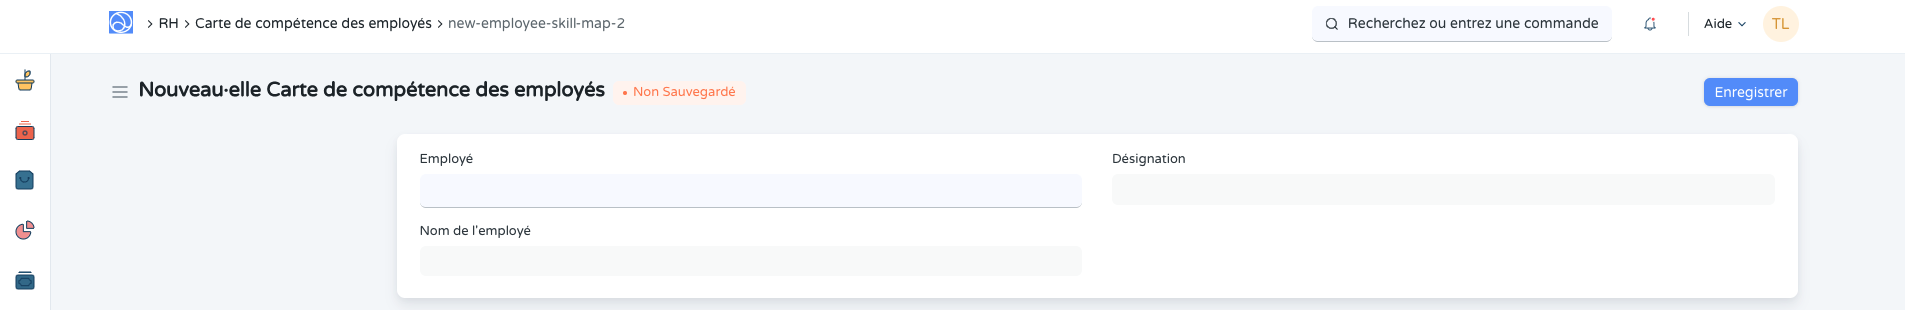 RH > Carte de compétence des employés > new-employee-skill-map-2
Recherchez ou entrez une commande
Aide
TL
Nouveau·elle Carte de compétence des employés
• Non Sauvegardé
Enregistrer
Employé
Désignation
Nom de l'employé